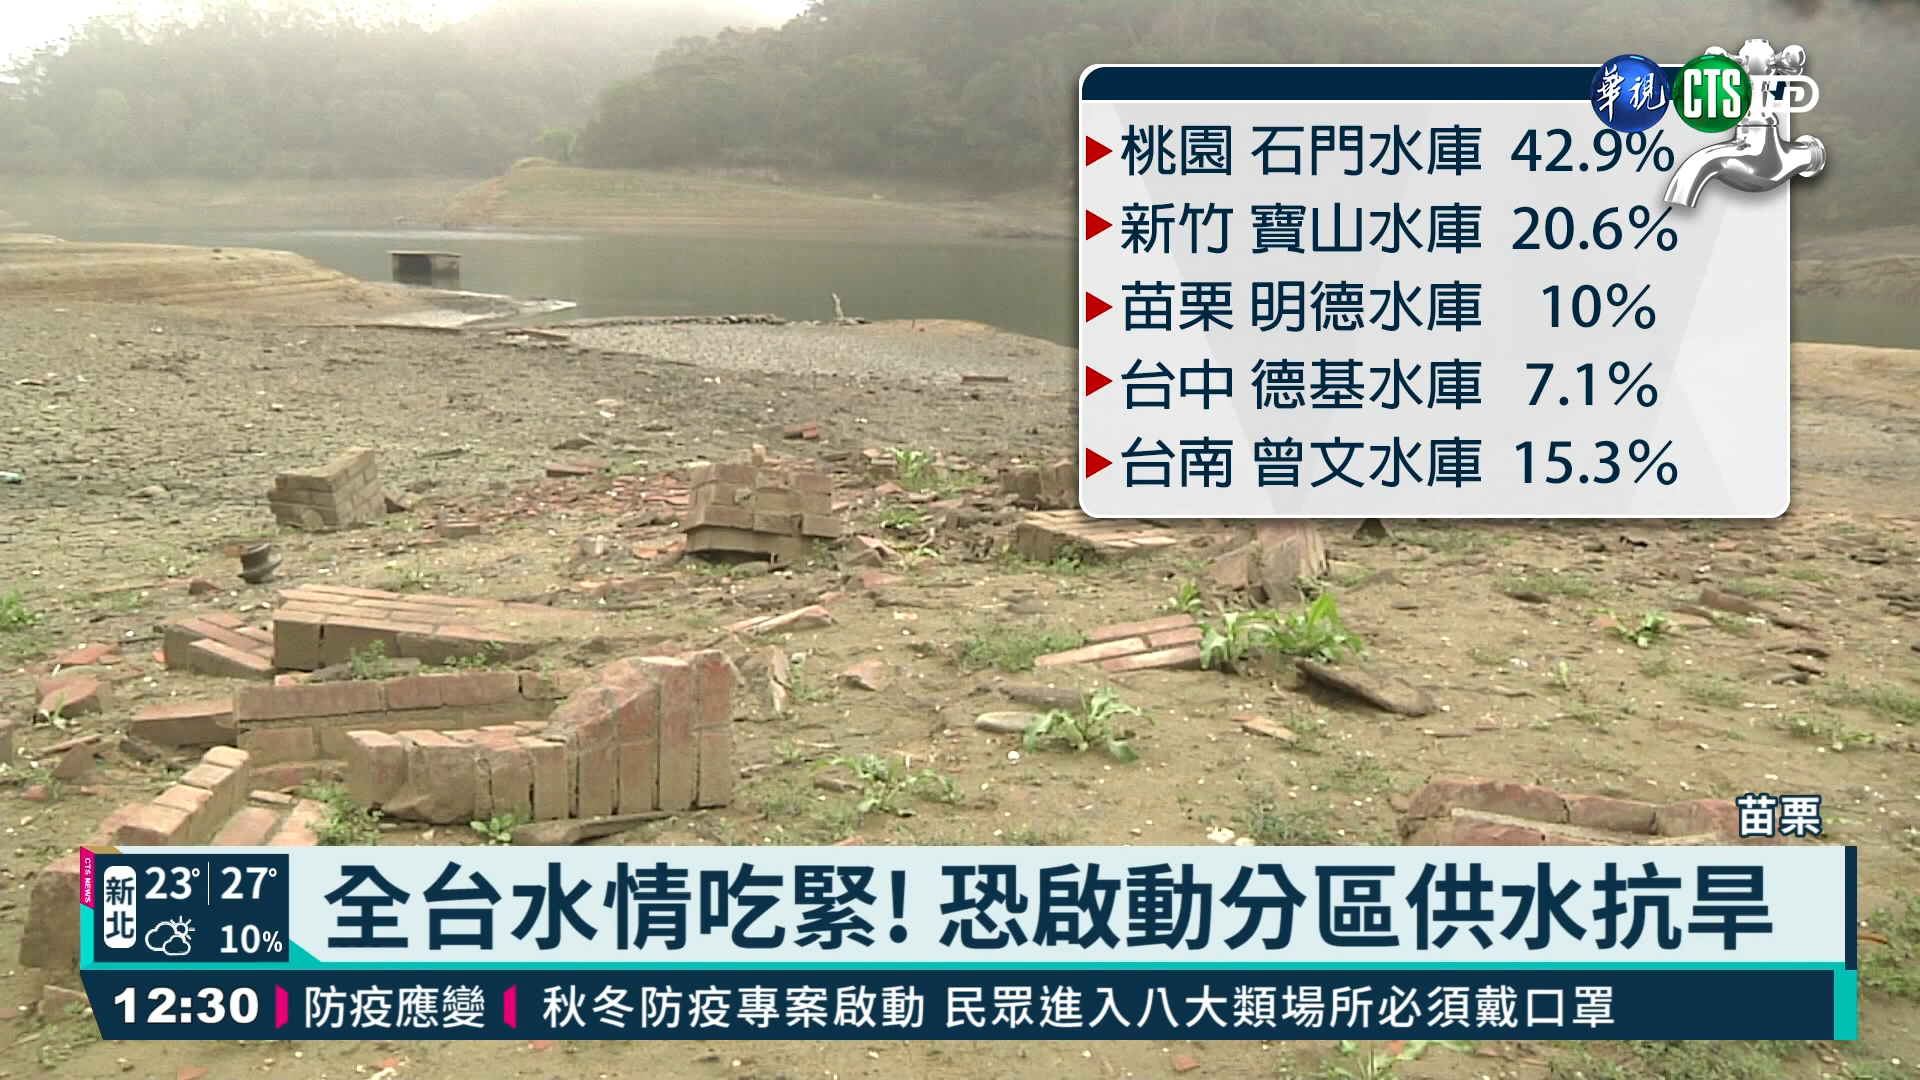 華視 CTS HD
桃園 石門水庫 42.9%
新竹 寶山水庫 20.6%
苗栗 明德水庫 10%
台中 德基水庫 7.1%
台南 曾文水庫 15.3%
苗栗
CTS NEWS
新北 23° 27°
10%
全台水情吃緊! 恐啟動分區供水抗旱
12:30 防疫應變 秋冬防疫專案啟動 民眾進入八大類場所必須戴口罩